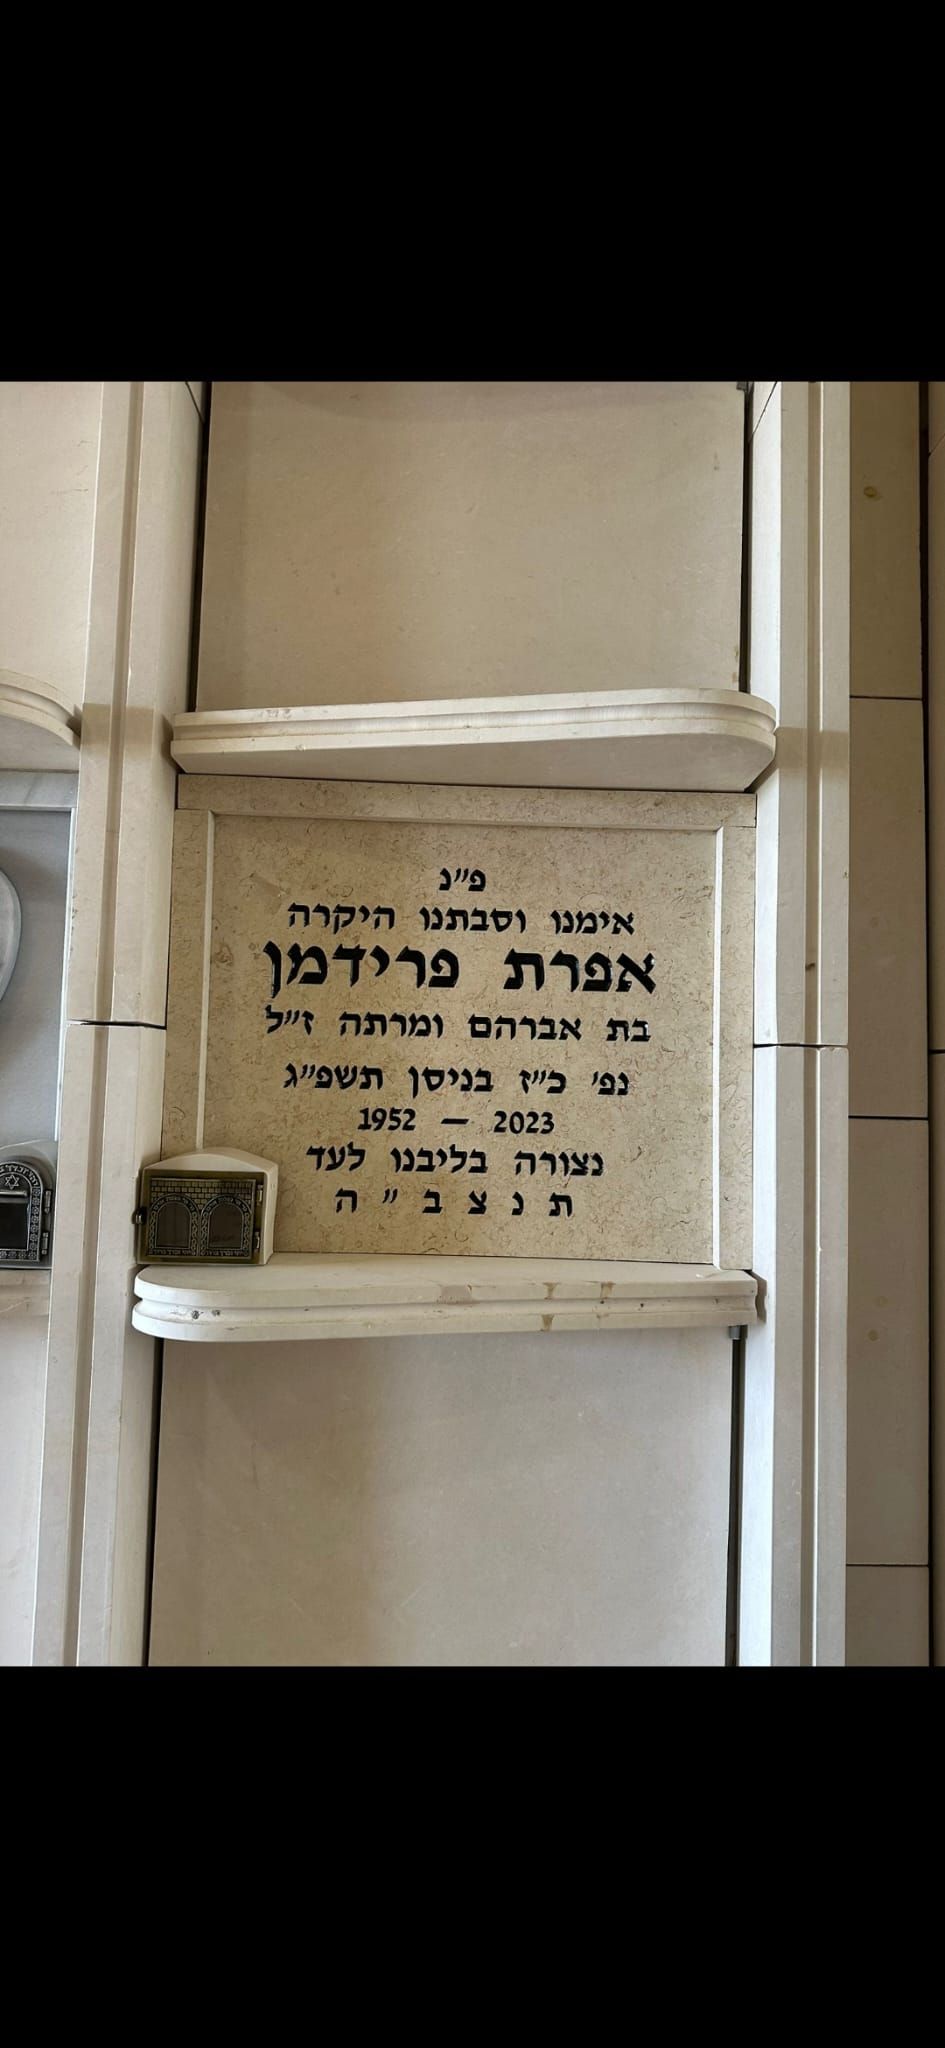 פ״נ
אימנו וסבתנו היקרה
אפרת פרידמן
בת אברהם ומרתה ז״ל
נפ׳ כ״ז בניסן תשפ״ג
1952 – 2023
נצורה בליבנו לעד
ת נ צ ב ״ ה